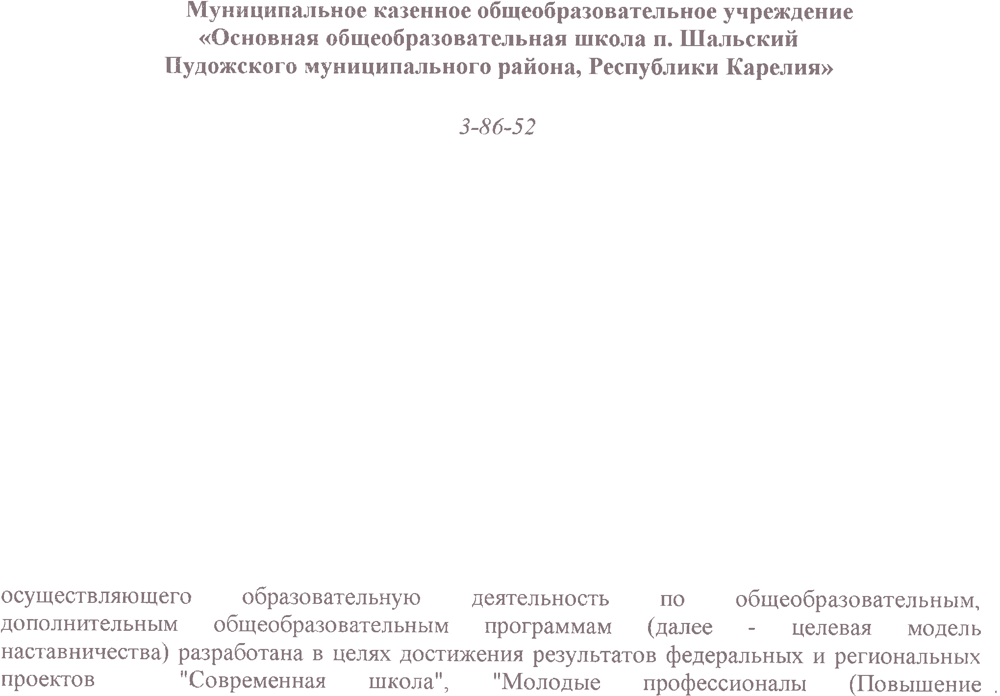 Муниципальное казенное общеобразовательное учреждение
«Основная общеобразовательная школа п. Шальский
Пудожского муниципального района, Республики Карелия»
3-86-52
осуществляющего образовательную деятельность по общеобразовательным,
дополнительным общеобразовательным программам (далее - целевая модель
наставничества) разработана в целях достижения результатов федеральных и региональных
проектов "Современная школа", "Молодые профессионалы (Повышение